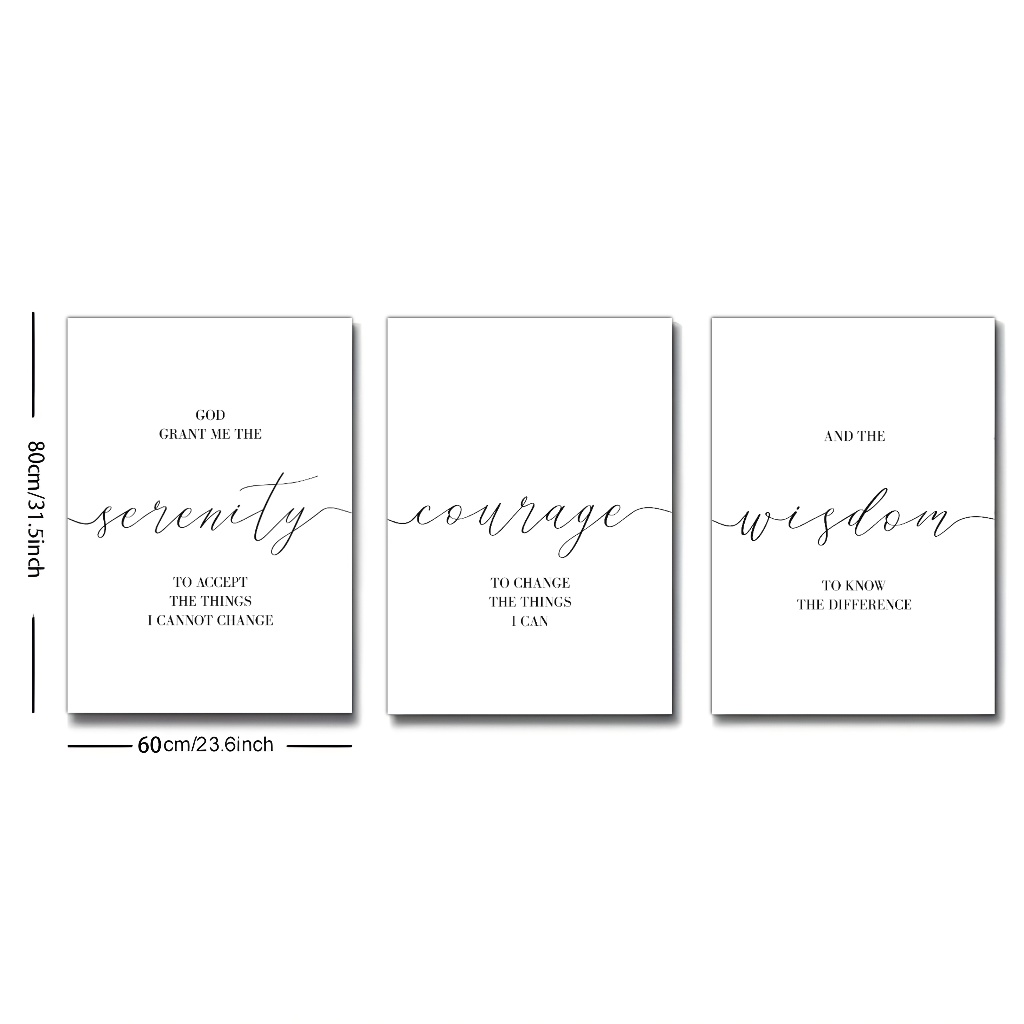 GOD
GRANT ME THE
serenity
TO ACCEPT
THE THINGS
I CANNOT CHANGE
courage
TO CHANGE
THE THINGS
I CAN
AND THE
wisdom
TO KNOW
THE DIFFERENCE
80cm/31.5inch
60cm/23.6inch